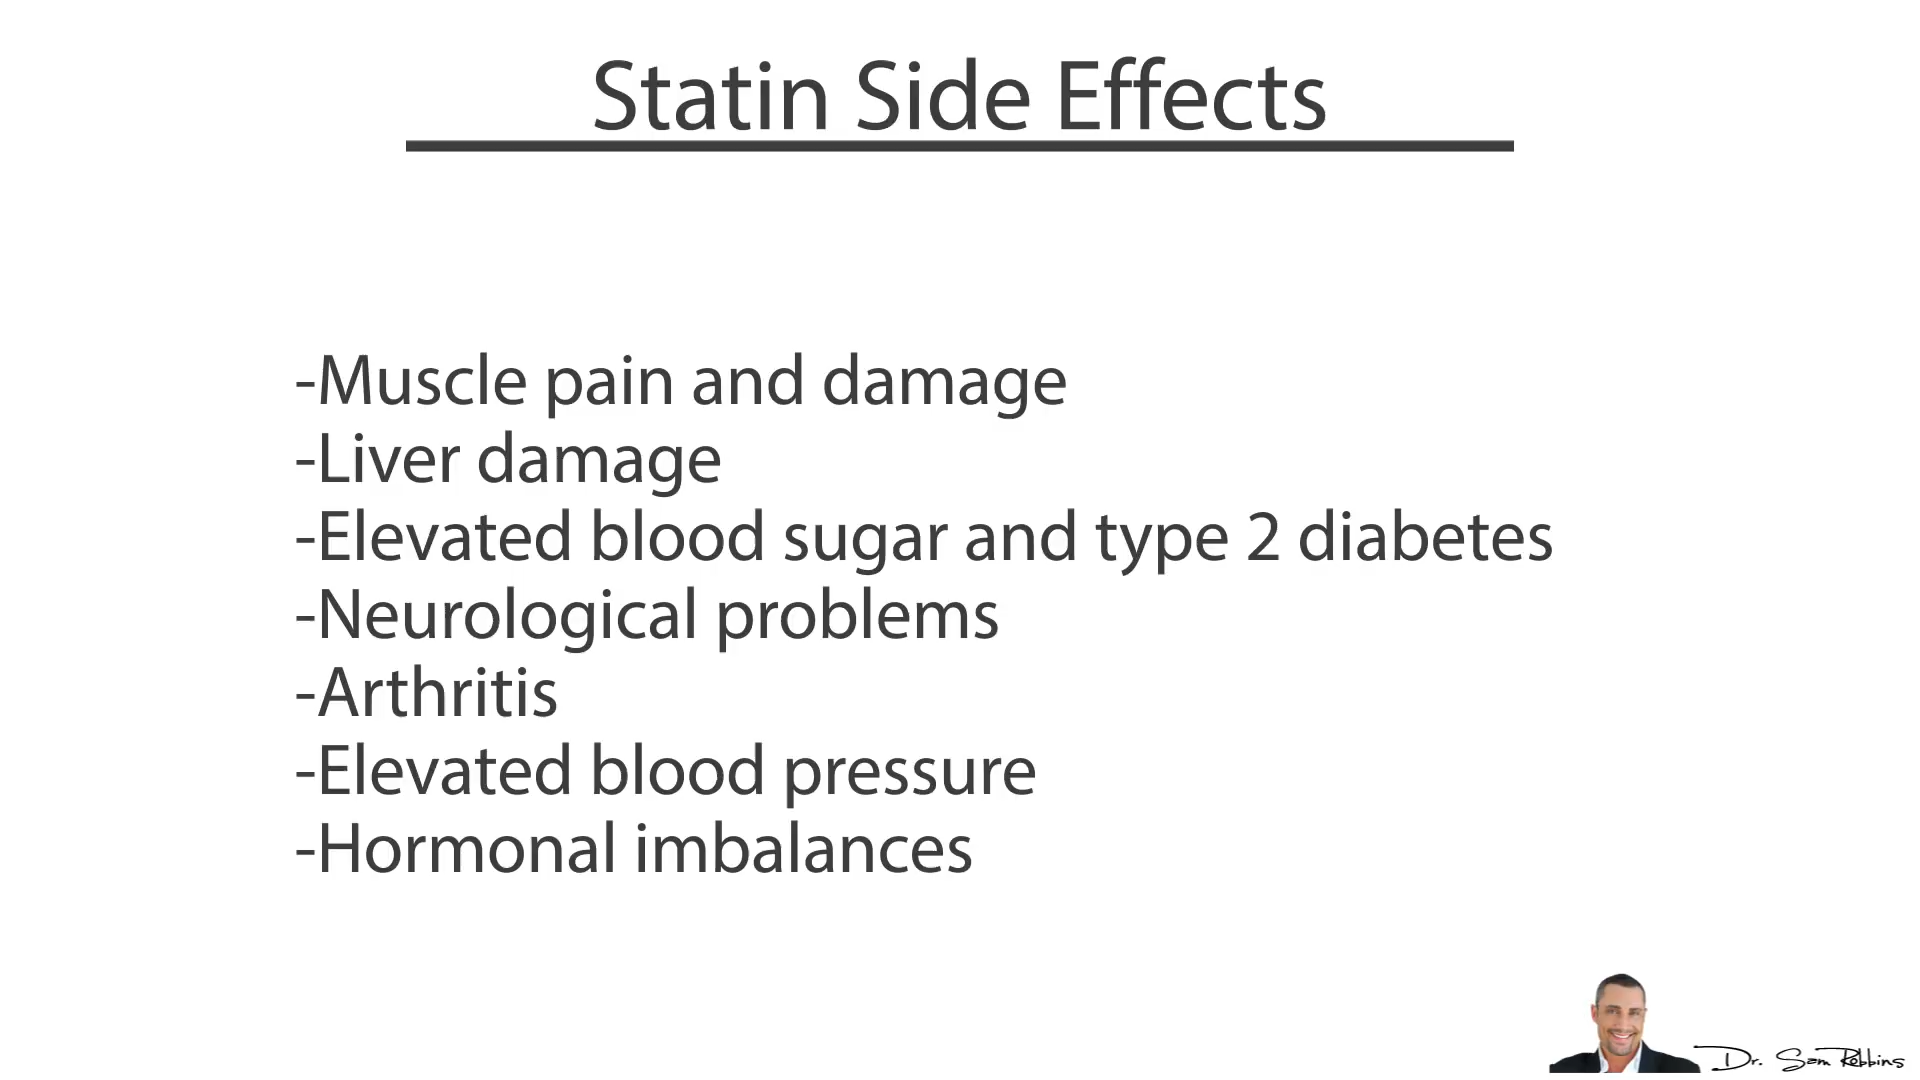 Statin Side Effects
-Muscle pain and damage
-Liver damage
-Elevated blood sugar and type 2 diabetes
-Neurological problems
-Arthritis
-Elevated blood pressure
-Hormonal imbalances
Dr. Sam Robbins